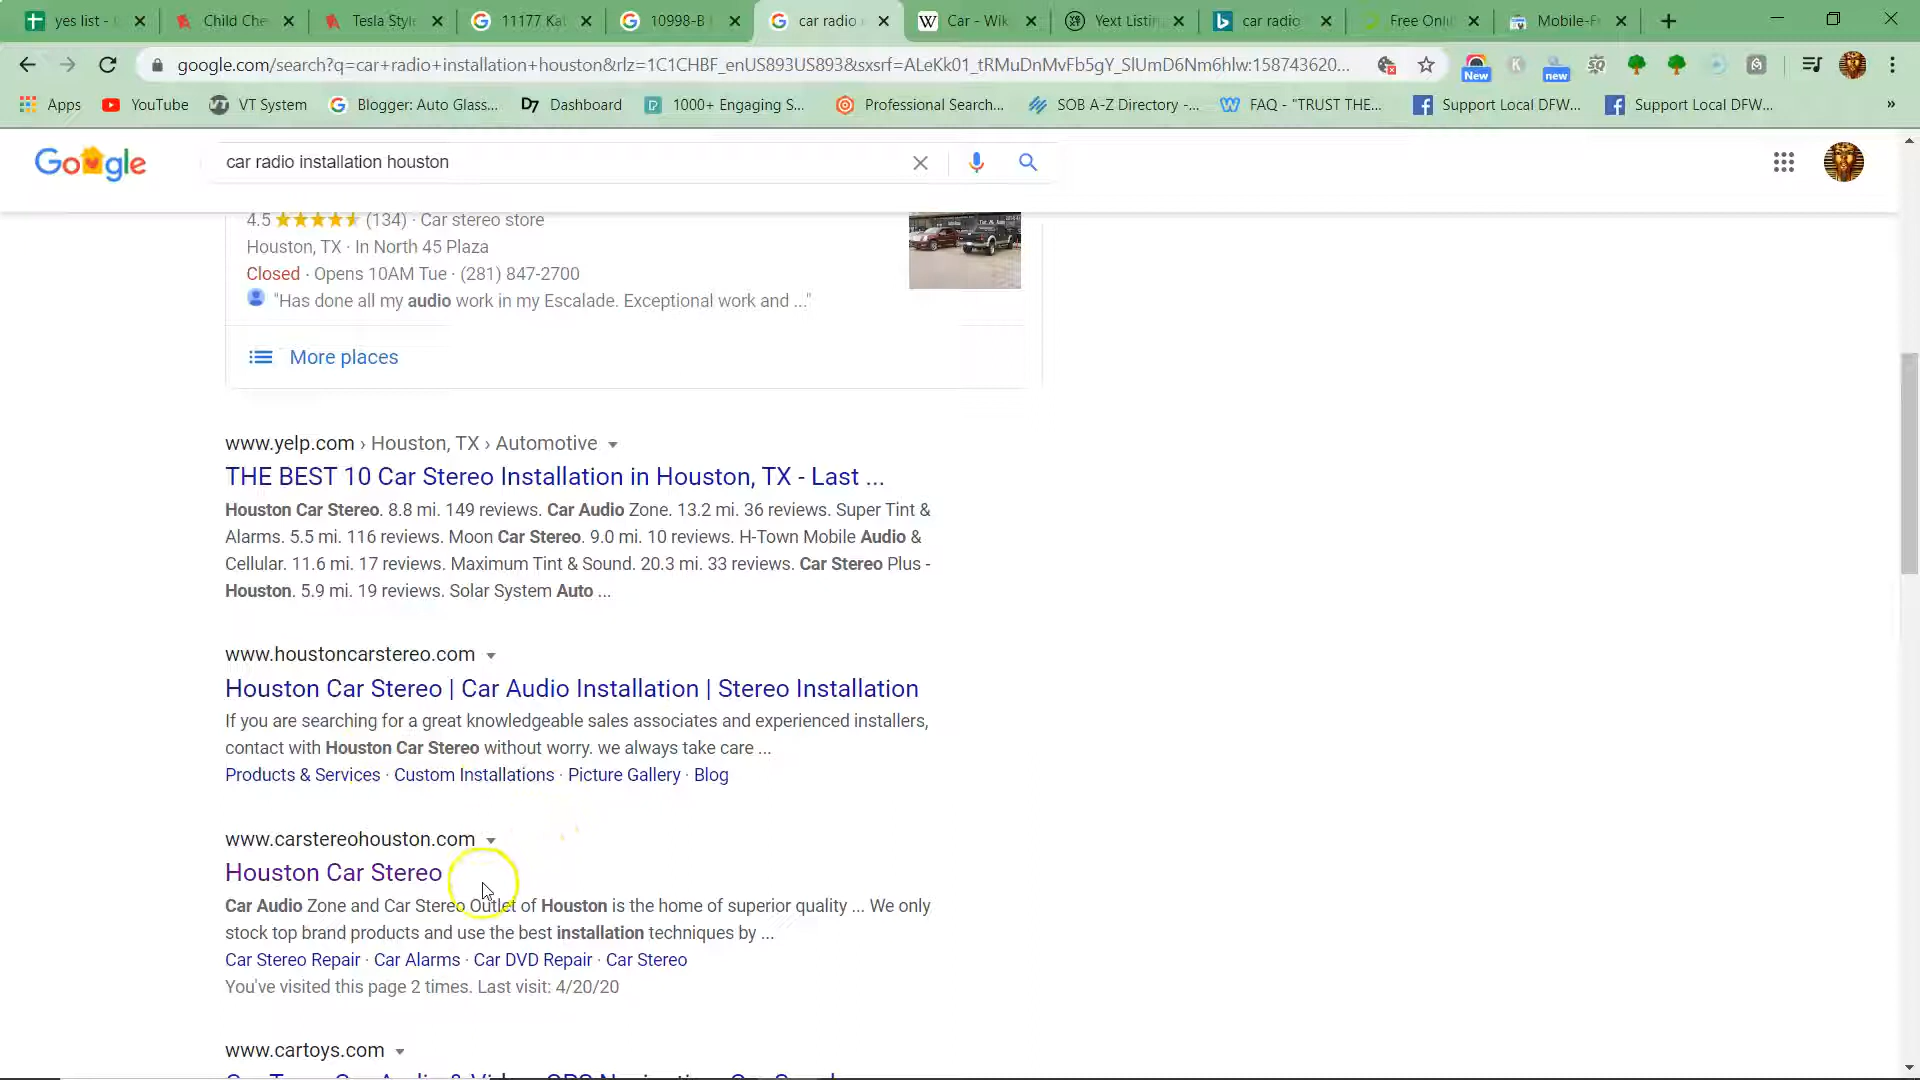 yes list - G
Child Che
Tesla Style
11177 Kat
10998-B
car radio
Car - Wiki
Yext Listin
car radio
Free Onli
Mobile-Fr
google.com/search?q=car+radio+installation+houston&rlz=1C1CHBF_enUS893US893&sxsrf=ALeKk01_tRMuDnMvFb5gY_SlUmD6Nm6hlw:158743620...
New
new
Apps
YouTube
VT System
Blogger: Auto Glass...
Dashboard
1000+ Engaging S...
Professional Search...
SOB A-Z Directory -...
FAQ - "TRUST THE...
Support Local DFW...
Support Local DFW...
»
Google
car radio installation houston
4.5 (134) · Car stereo store
Houston, TX · In North 45 Plaza
Closed · Opens 10AM Tue · (281) 847-2700
"Has done all my audio work in my Escalade. Exceptional work and ..."
More places
www.yelp.com › Houston, TX › Automotive
THE BEST 10 Car Stereo Installation in Houston, TX - Last ...
Houston Car Stereo. 8.8 mi. 149 reviews. Car Audio Zone. 13.2 mi. 36 reviews. Super Tint &
Alarms. 5.5 mi. 116 reviews. Moon Car Stereo. 9.0 mi. 10 reviews. H-Town Mobile Audio &
Cellular. 11.6 mi. 17 reviews. Maximum Tint & Sound. 20.3 mi. 33 reviews. Car Stereo Plus -
Houston. 5.9 mi. 19 reviews. Solar System Auto ...
www.houstoncarstereo.com
Houston Car Stereo | Car Audio Installation | Stereo Installation
If you are searching for a great knowledgeable sales associates and experienced installers,
contact with Houston Car Stereo without worry. we always take care ...
Products & Services · Custom Installations · Picture Gallery · Blog
www.carstereohouston.com
Houston Car Stereo
Car Audio Zone and Car Stereo Outlet of Houston is the home of superior quality ... We only
stock top brand products and use the best installation techniques by ...
Car Stereo Repair · Car Alarms · Car DVD Repair · Car Stereo
You've visited this page 2 times. Last visit: 4/20/20
www.cartoys.com